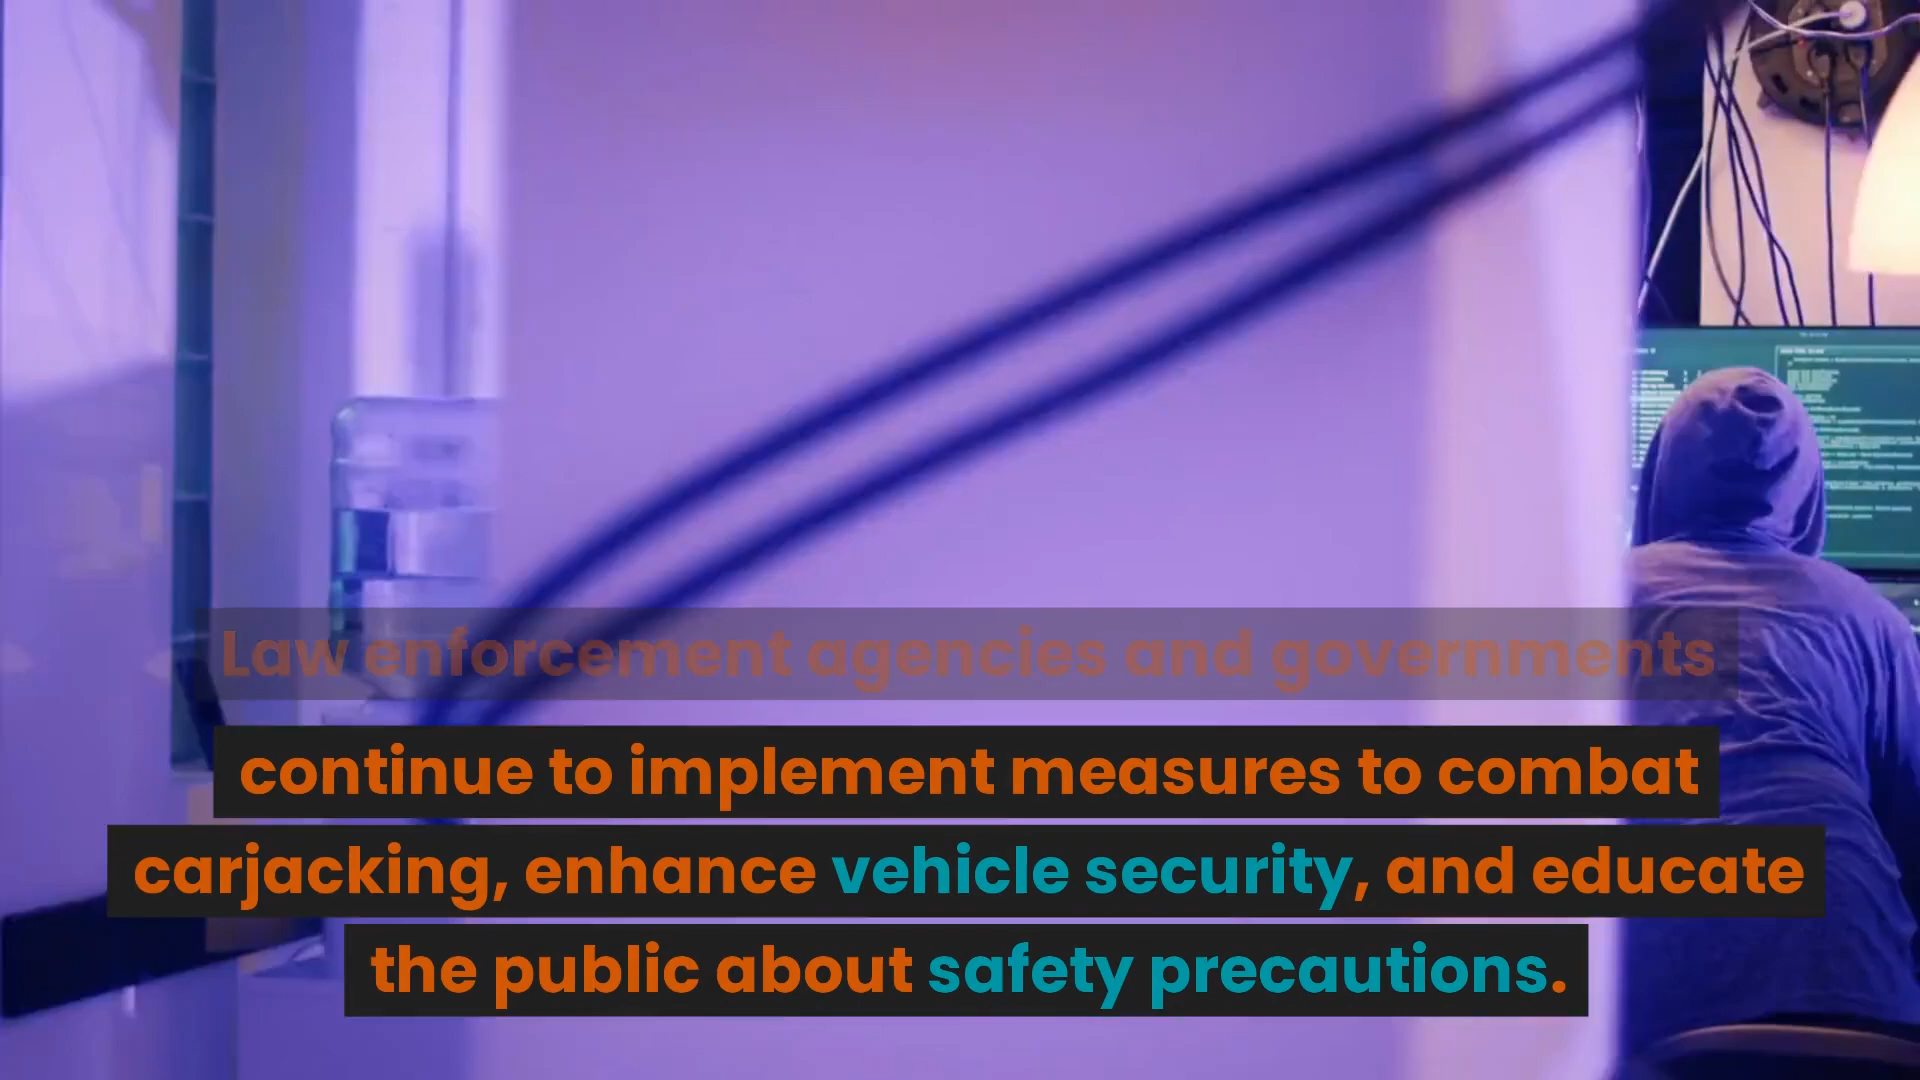 Law enforcement agencies and governments
continue to implement measures to combat
carjacking, enhance vehicle security, and educate
the public about safety precautions.